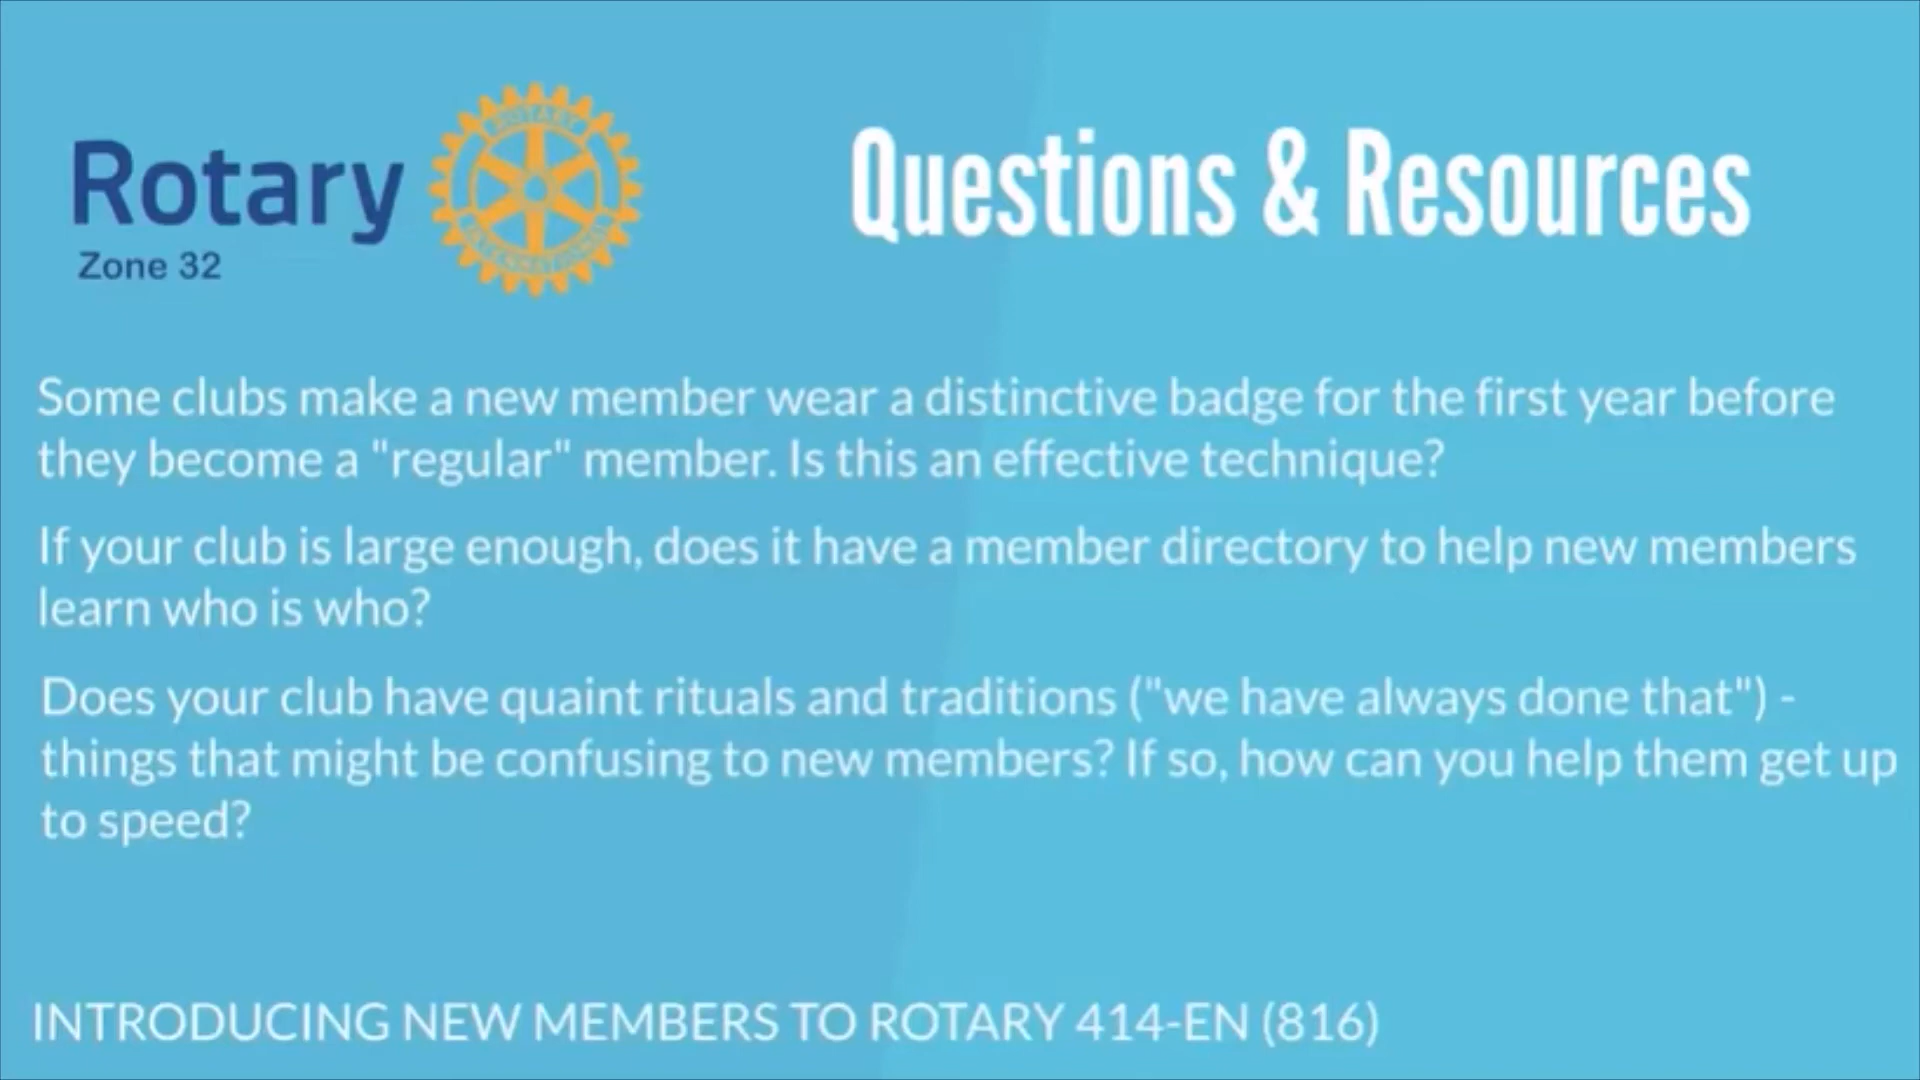 Rotary
Zone 32
ROTARY
INTERNATIONAL
Questions & Resources
Some clubs make a new member wear a distinctive badge for the first year before
they become a "regular" member. Is this an effective technique?
If your club is large enough, does it have a member directory to help new members
learn who is who?
Does your club have quaint rituals and traditions ("we have always done that") -
things that might be confusing to new members? If so, how can you help them get up
to speed?
INTRODUCING NEW MEMBERS TO ROTARY 414-EN (816)